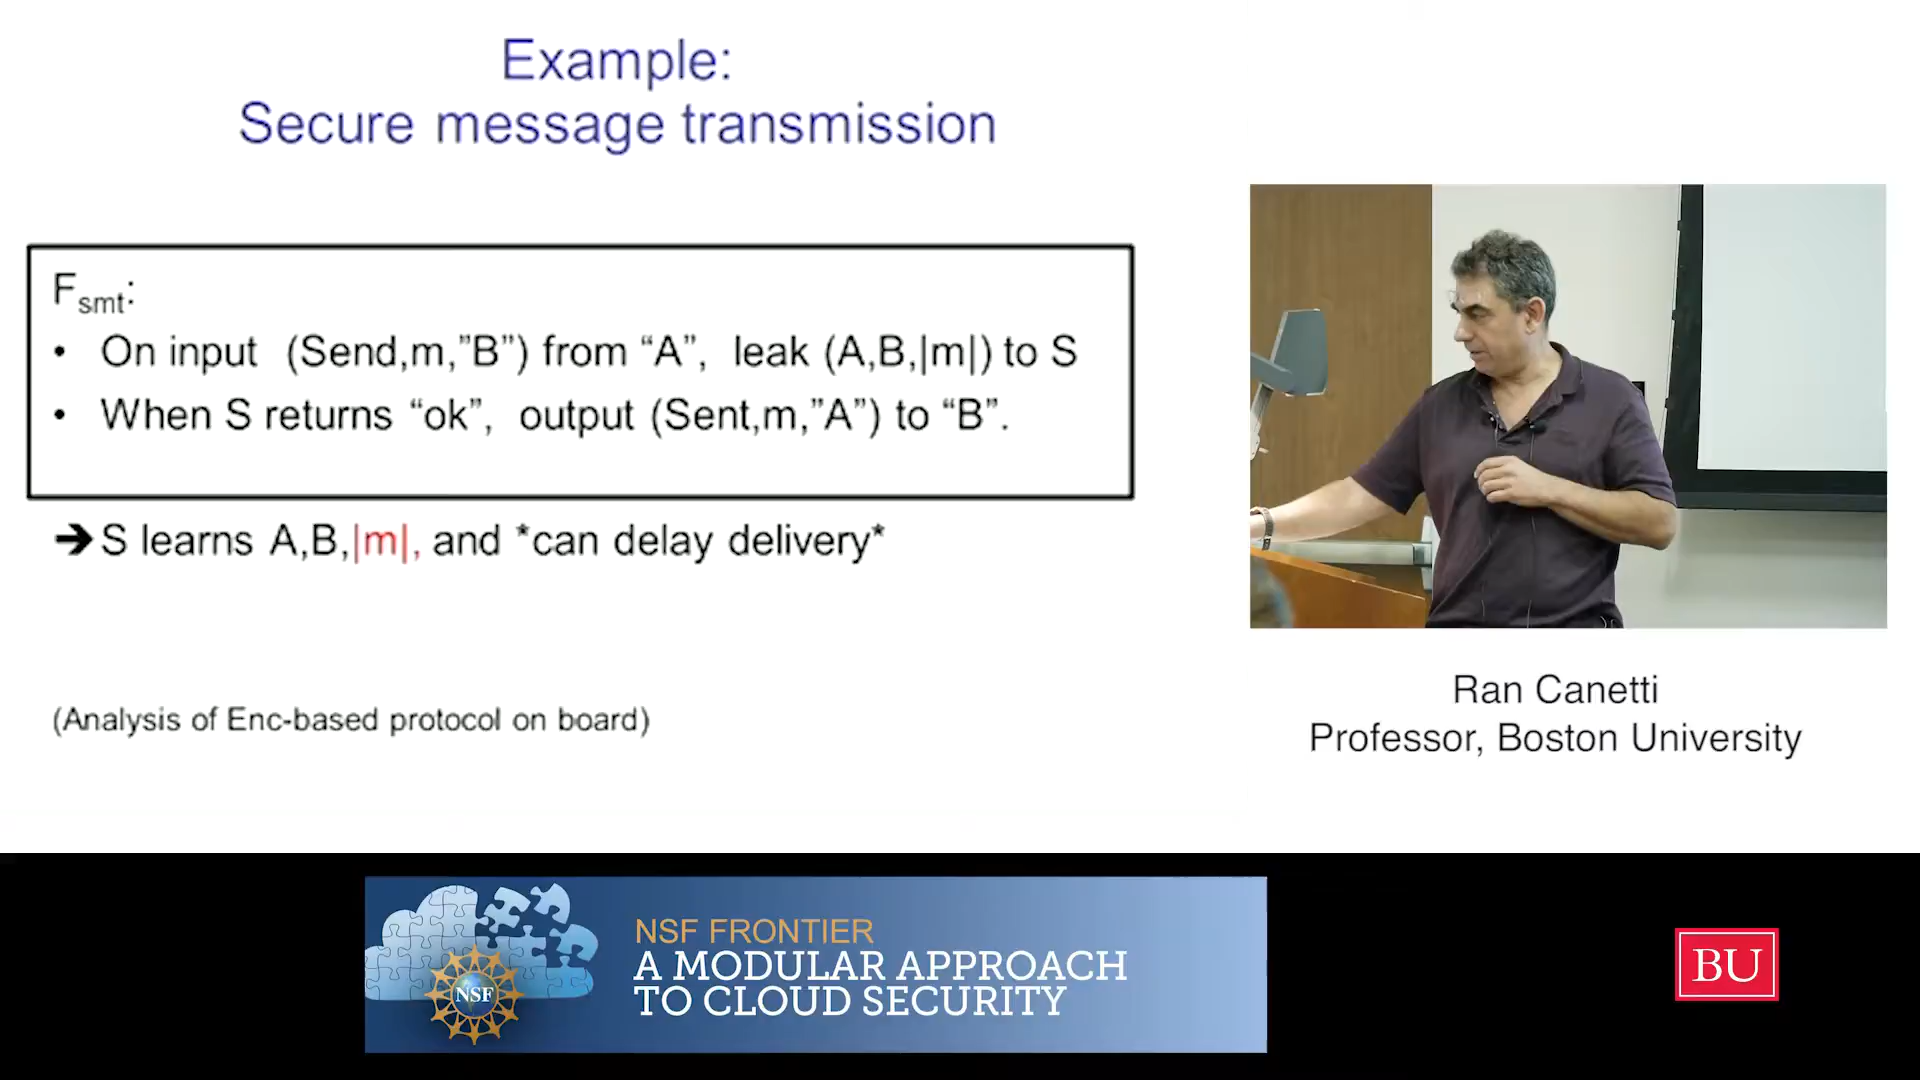 Example:
Secure message transmission
Fsmt:
• On input (Send,m,”B”) from “A”, leak (A,B,|m|) to S
• When S returns “ok”, output (Sent,m,”A”) to “B”.
➔ S learns A,B,|m|, and *can delay delivery*
(Analysis of Enc-based protocol on board)
Ran Canetti
Professor, Boston University
NSF
NSF FRONTIER
A MODULAR APPROACH
TO CLOUD SECURITY
BU